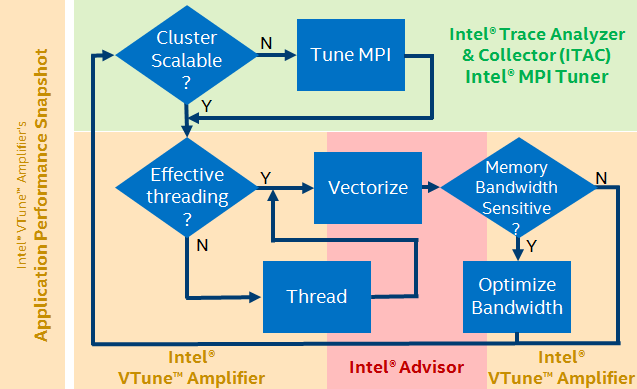 Intel® VTune™ Amplifier's
Application Performance Snapshot
Cluster
Scalable
?
N
Tune MPI
Intel® Trace Analyzer
& Collector (ITAC)
Intel® MPI Tuner
Y
Effective
threading
?
Y
Vectorize
Memory
Bandwidth
Sensitive
?
N
N
Y
Thread
Optimize
Bandwidth
Intel®
VTune™ Amplifier
Intel® Advisor
Intel®
VTune™ Amplifier